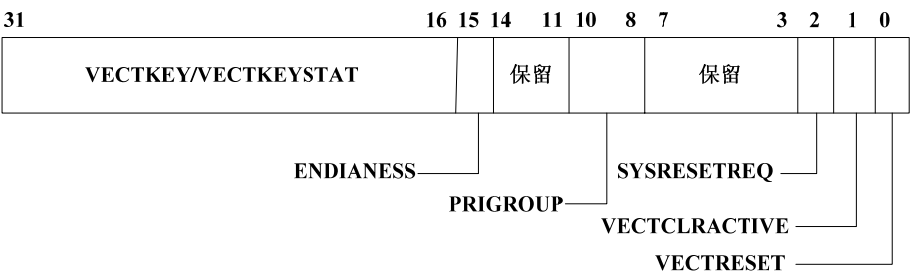 31 16 15 14 11 10 8 7 3 2 1 0
VECTKEY/VECTKEYSTAT 保留 保留
ENDIANESS SYSRESETREQ
PRIGROUP
VECTCLRACTIVE
VECTRESET